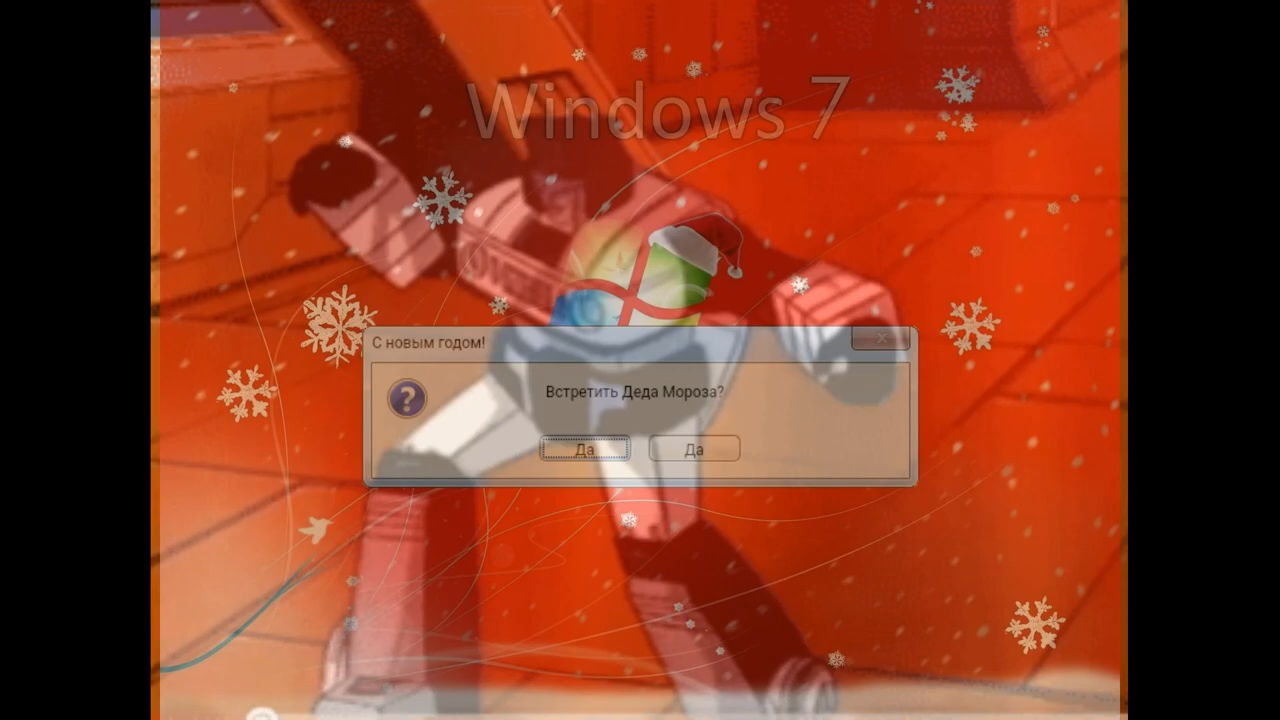 Windows 7
С новым годом!
Встретить Деда Мороза?
Да
Да